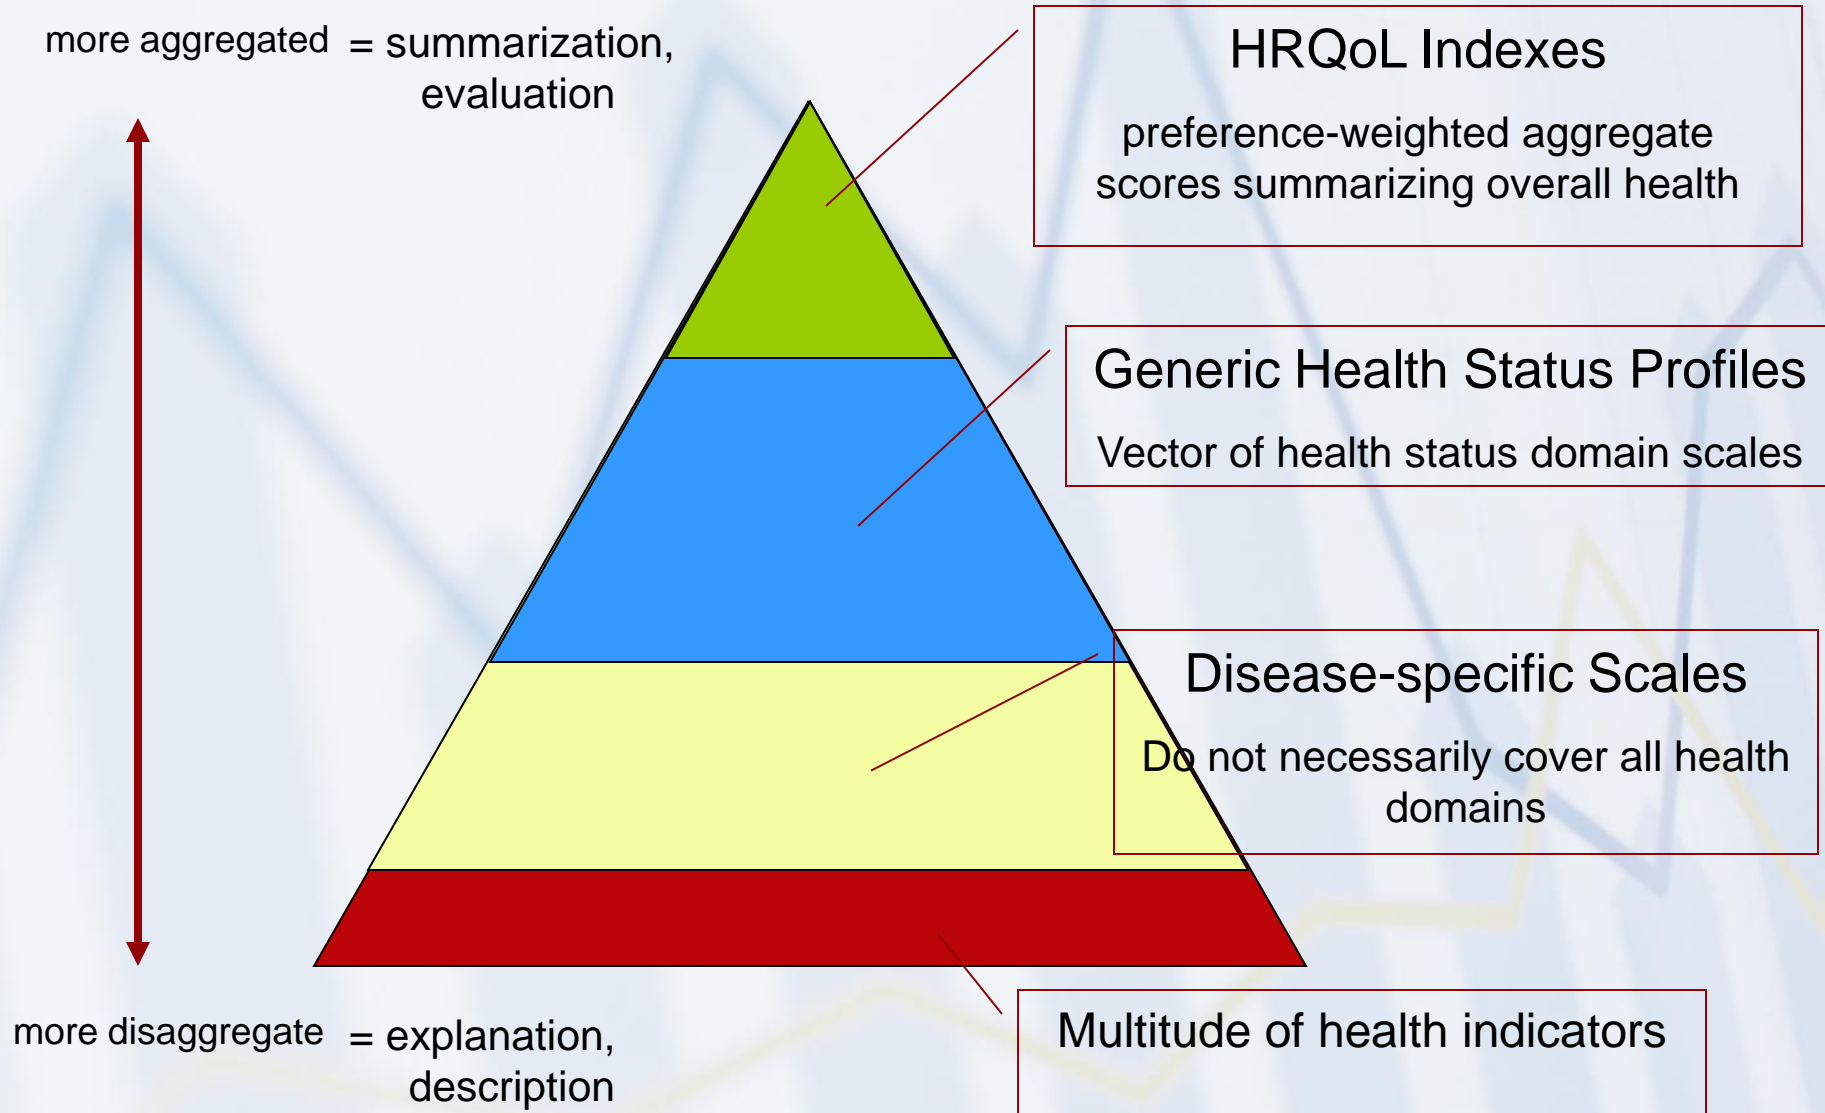 more aggregated = summarization,
evaluation
HRQoL Indexes
preference-weighted aggregate
scores summarizing overall health
Generic Health Status Profiles
Vector of health status domain scales
Disease-specific Scales
Do not necessarily cover all health
domains
more disaggregate = explanation,
description
Multitude of health indicators